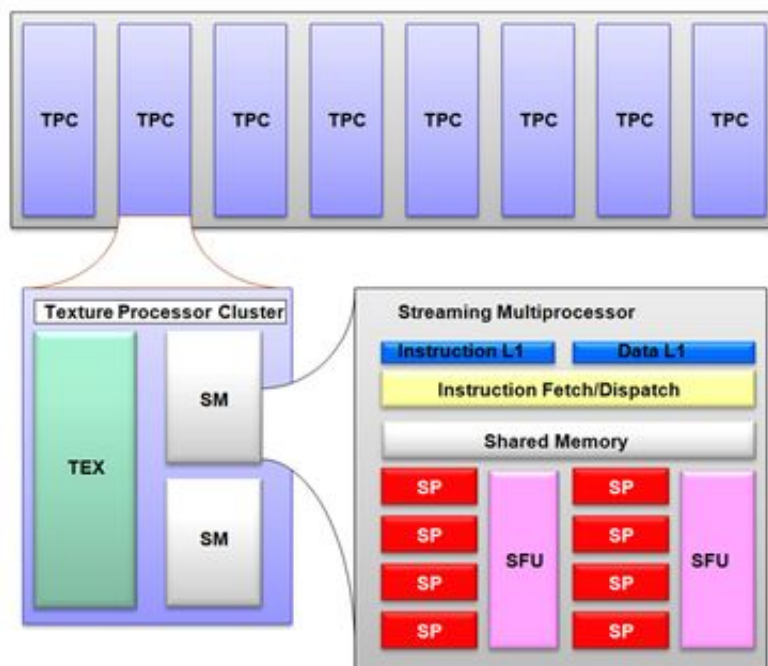 TPC TPC TPC TPC TPC TPC TPC TPC
Texture Processor Cluster
TEX
SM
SM
Streaming Multiprocessor
Instruction L1 Data L1
Instruction Fetch/Dispatch
Shared Memory
SP SP
SP SP
SFU SFU
SP SP
SP SP